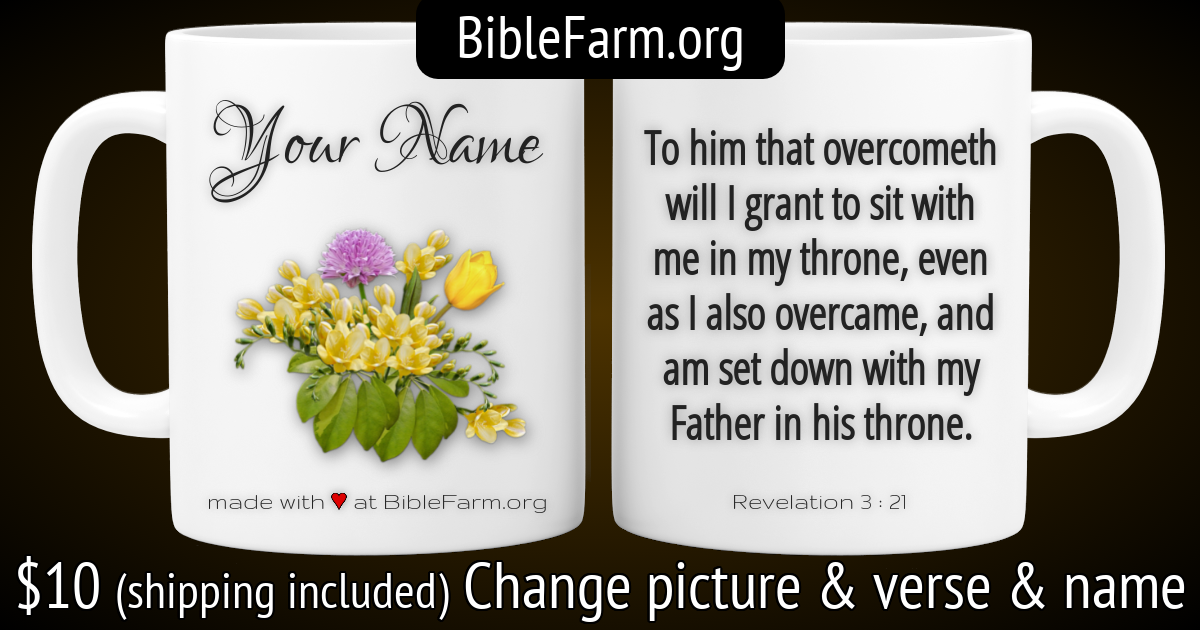 BibleFarm.org
Your Name
made with ♥ at BibleFarm.org
To him that overcometh
will I grant to sit with
me in my throne, even
as I also overcame, and
am set down with my
Father in his throne.
Revelation 3 : 21
$10 (shipping included) Change picture & verse & name